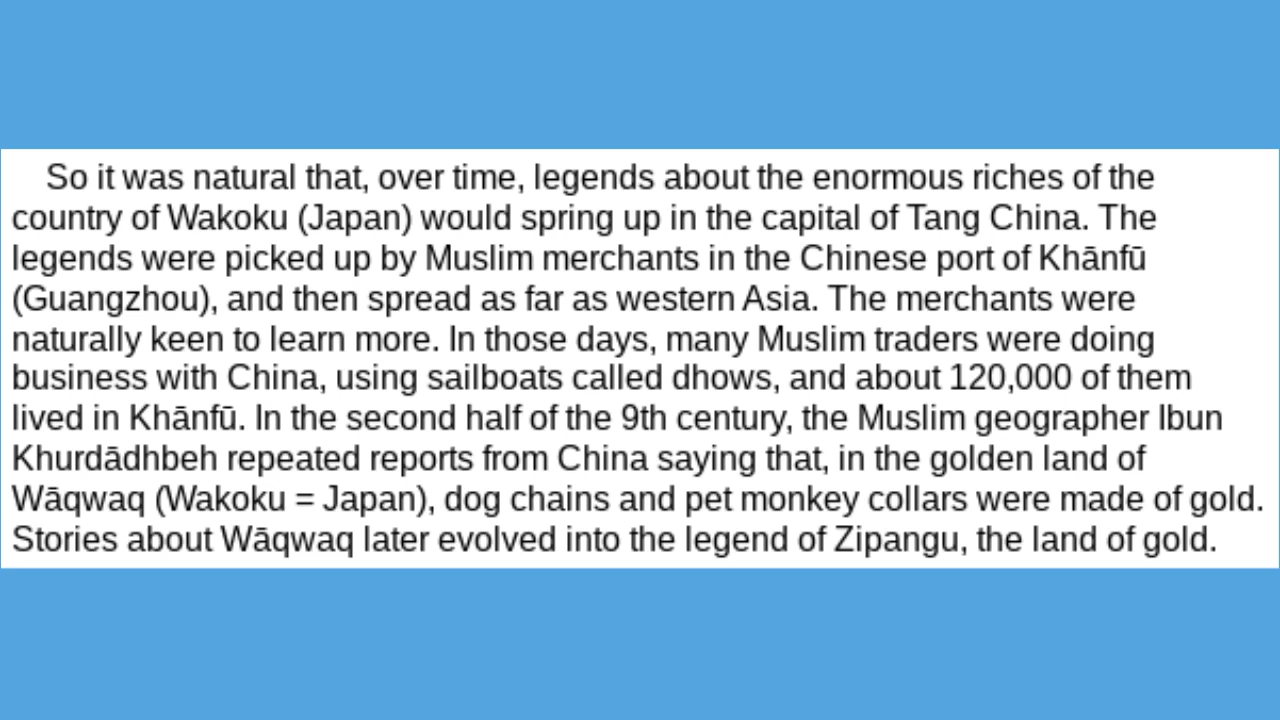 So it was natural that, over time, legends about the enormous riches of the
country of Wakoku (Japan) would spring up in the capital of Tang China. The
legends were picked up by Muslim merchants in the Chinese port of Khānfū
(Guangzhou), and then spread as far as western Asia. The merchants were
naturally keen to learn more. In those days, many Muslim traders were doing
business with China, using sailboats called dhows, and about 120,000 of them
lived in Khānfū. In the second half of the 9th century, the Muslim geographer Ibun
Khurdādhbeh repeated reports from China saying that, in the golden land of
Wāqwaq (Wakoku = Japan), dog chains and pet monkey collars were made of gold.
Stories about Wāqwaq later evolved into the legend of Zipangu, the land of gold.